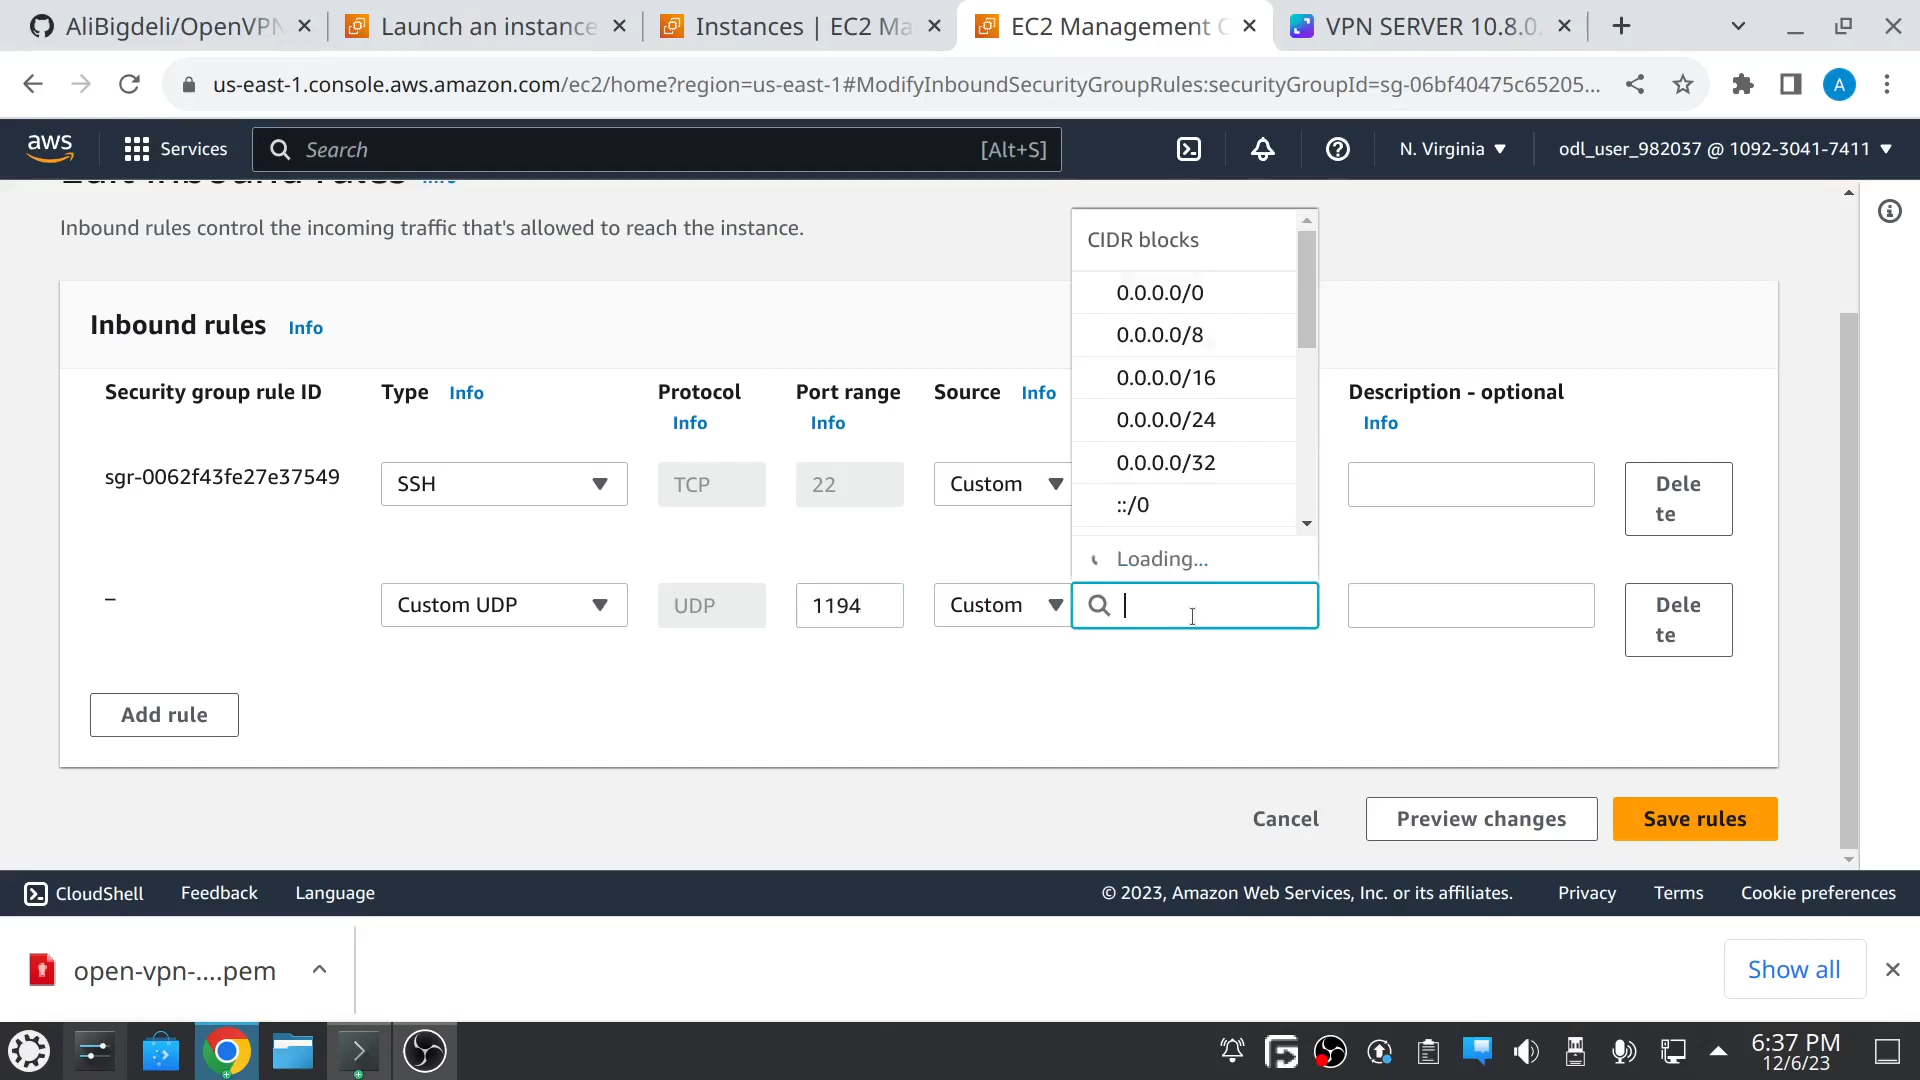 AliBigdeli/OpenVPN
Launch an instance
Instances | EC2 Ma
EC2 Management C
VPN SERVER 10.8.0.
us-east-1.console.aws.amazon.com/ec2/home?region=us-east-1#ModifyInboundSecurityGroupRules:securityGroupId=sg-06bf40475c65205...
A
aws
Services
Search
[Alt+S]
N. Virginia
odl_user_982037 @ 1092-3041-7411
Edit inbound rules Info
Inbound rules control the incoming traffic that's allowed to reach the instance.
Inbound rules Info
Security group rule ID
Type Info
Protocol
Info
Port range
Info
Source Info
Description - optional
Info
sgr-0062f43fe27e37549
SSH
TCP
22
Custom
Dele
te
CIDR blocks
0.0.0.0/0
0.0.0.0/8
0.0.0.0/16
0.0.0.0/24
0.0.0.0/32
::/0
Loading...
–
Custom UDP
UDP
1194
Custom
Dele
te
Add rule
Cancel
Preview changes
Save rules
CloudShell
Feedback
Language
© 2023, Amazon Web Services, Inc. or its affiliates.
Privacy
Terms
Cookie preferences
open-vpn-....pem
Show all
6:37 PM
12/6/23